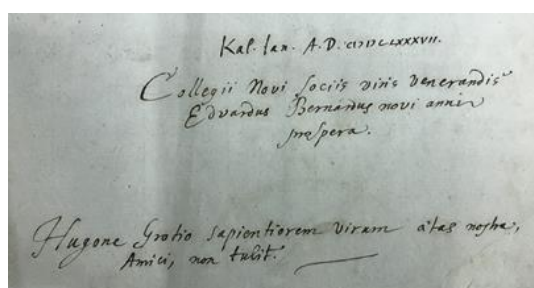 Kal. Ian. A.D. CIƆIƆCLXXXVII.
Collegii Novi Sociis viris venerandis
Edvardus Bernardus novi anni
prospera.
Hugone Grotio sapientiorem virum ætas nostra,
Amici, non tulit.